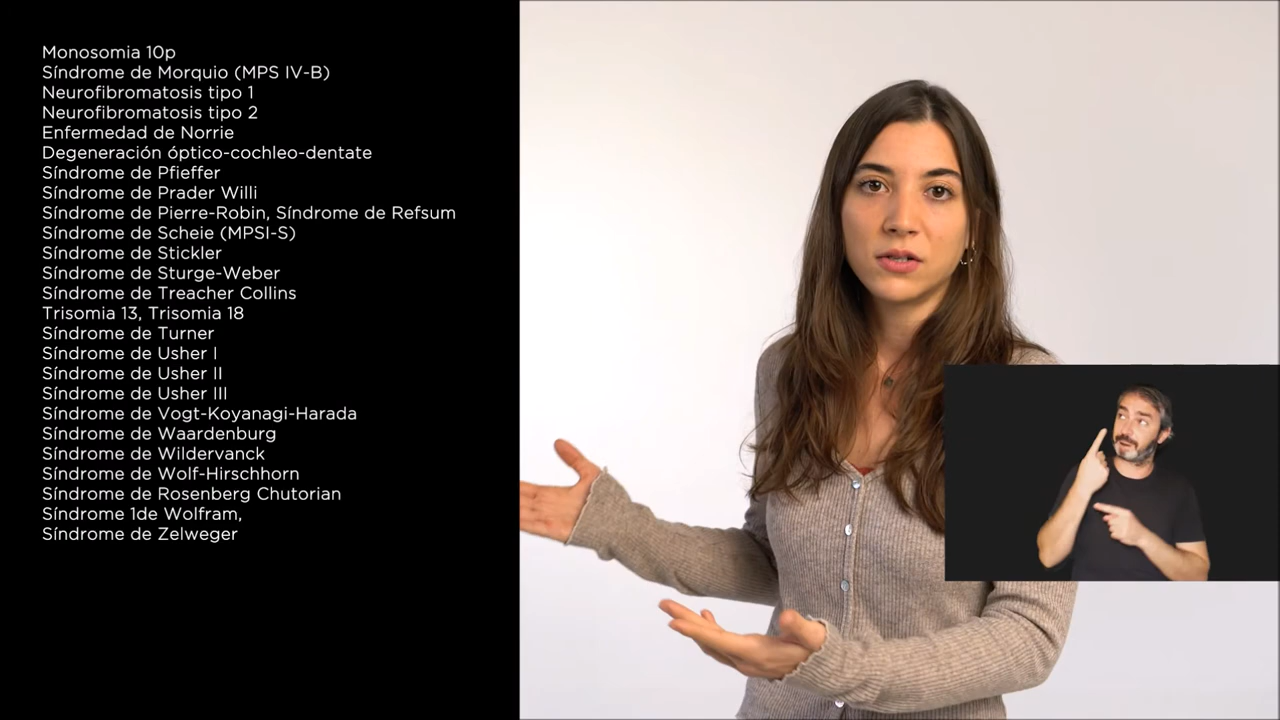 Monosomia 10p
Síndrome de Morquio (MPS IV-B)
Neurofibromatosis tipo 1
Neurofibromatosis tipo 2
Enfermedad de Norrie
Degeneración óptico-cochleo-dentate
Síndrome de Pfieffer
Síndrome de Prader Willi
Síndrome de Pierre-Robin, Síndrome de Refsum
Síndrome de Scheie (MPSI-S)
Síndrome de Stickler
Síndrome de Sturge-Weber
Síndrome de Treacher Collins
Trisomia 13, Trisomia 18
Síndrome de Turner
Síndrome de Usher I
Síndrome de Usher II
Síndrome de Usher III
Síndrome de Vogt-Koyanagi-Harada
Síndrome de Waardenburg
Síndrome de Wildervanck
Síndrome de Wolf-Hirschhorn
Síndrome de Rosenberg Chutorian
Síndrome 1de Wolfram,
Síndrome de Zelweger